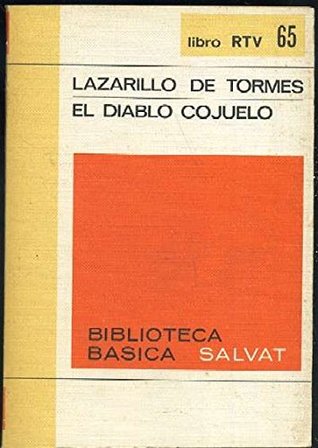 libro RTV 65
LAZARILLO DE TORMES
EL DIABLO COJUELO
BIBLIOTECA
BASICA SALVAT